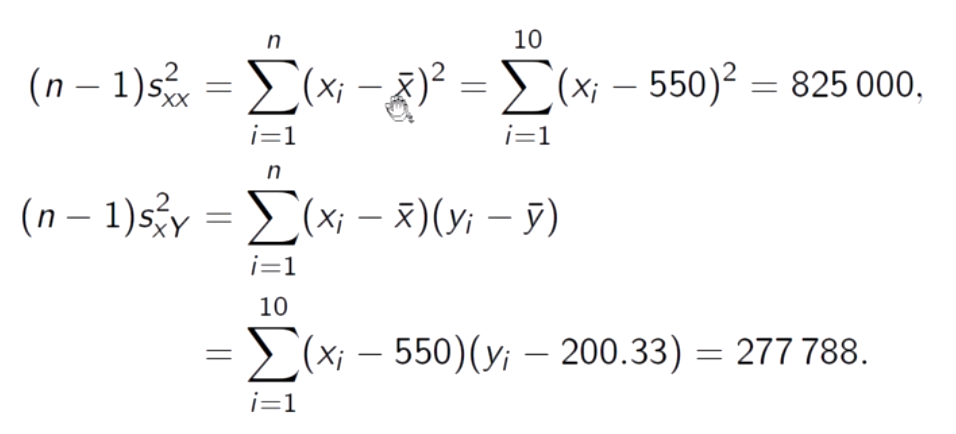 (n − 1)s²ₓₓ = ∑ⁿᵢ₌₁ (xᵢ − x̄)² = ∑¹⁰ᵢ₌₁ (xᵢ − 550)² = 825 000,
(n − 1)s²ₓY = ∑ⁿᵢ₌₁ (xᵢ − x̄)(yᵢ − ȳ)
= ∑¹⁰ᵢ₌₁ (xᵢ − 550)(yᵢ − 200.33) = 277 788.